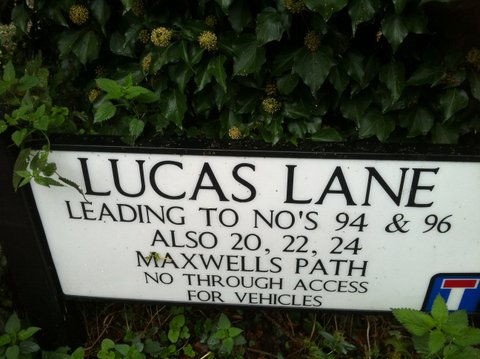 LUCAS LANE
LEADING TO NO'S 94 & 96
ALSO 20, 22, 24
MAXWELLS PATH
NO THROUGH ACCESS
FOR VEHICLES